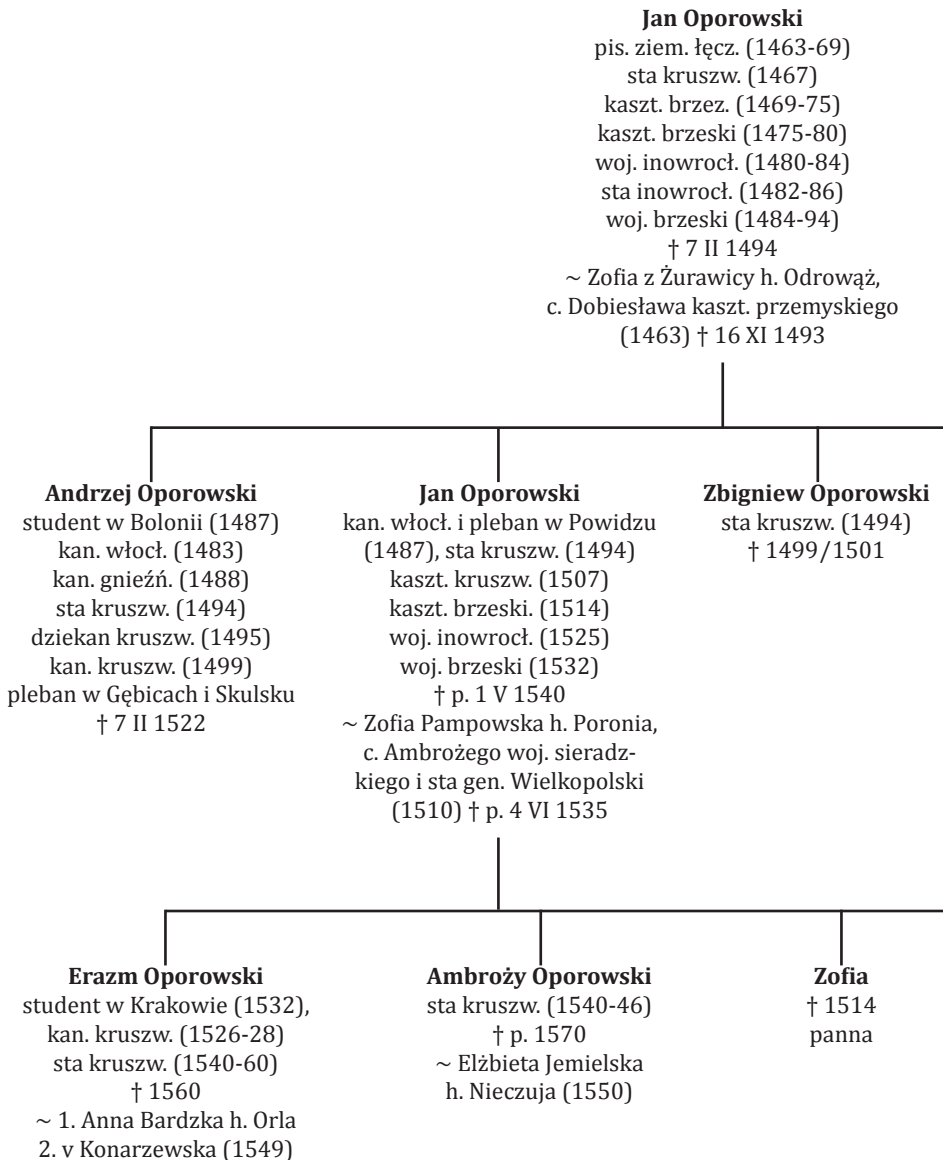 Jan Oporowski
pis. ziem. łęcz. (1463-69)
sta kruszw. (1467)
kaszt. brzez. (1469-75)
kaszt. brzeski (1475-80)
woj. inowrocł. (1480-84)
sta inowrocł. (1482-86)
woj. brzeski (1484-94)
† 7 II 1494
~ Zofia z Żurawicy h. Odrowąż,
c. Dobiesława kaszt. przemyskiego
(1463) † 16 XI 1493
Andrzej Oporowski
student w Bolonii (1487)
kan. włocł. (1483)
kan. gnieźń. (1488)
sta kruszw. (1494)
dziekan kruszw. (1495)
kan. kruszw. (1499)
pleban w Gębicach i Skulsku
† 7 II 1522
Jan Oporowski
kan. włocł. i pleban w Powidzu
(1487), sta kruszw. (1494)
kaszt. kruszw. (1507)
kaszt. brzeski. (1514)
woj. inowrocł. (1525)
woj. brzeski (1532)
† p. 1 V 1540
~ Zofia Pampowska h. Poronia,
c. Ambrożego woj. sieradz-
kiego i sta gen. Wielkopolski
(1510) † p. 4 VI 1535
Zbigniew Oporowski
sta kruszw. (1494)
† 1499/1501
Erazm Oporowski
student w Krakowie (1532),
kan. kruszw. (1526-28)
sta kruszw. (1540-60)
† 1560
~ 1. Anna Bardzka h. Orla
2. v Konarzewska (1549)
Ambroży Oporowski
sta kruszw. (1540-46)
† p. 1570
~ Elżbieta Jemielska
h. Nieczuja (1550)
Zofia
† 1514
panna